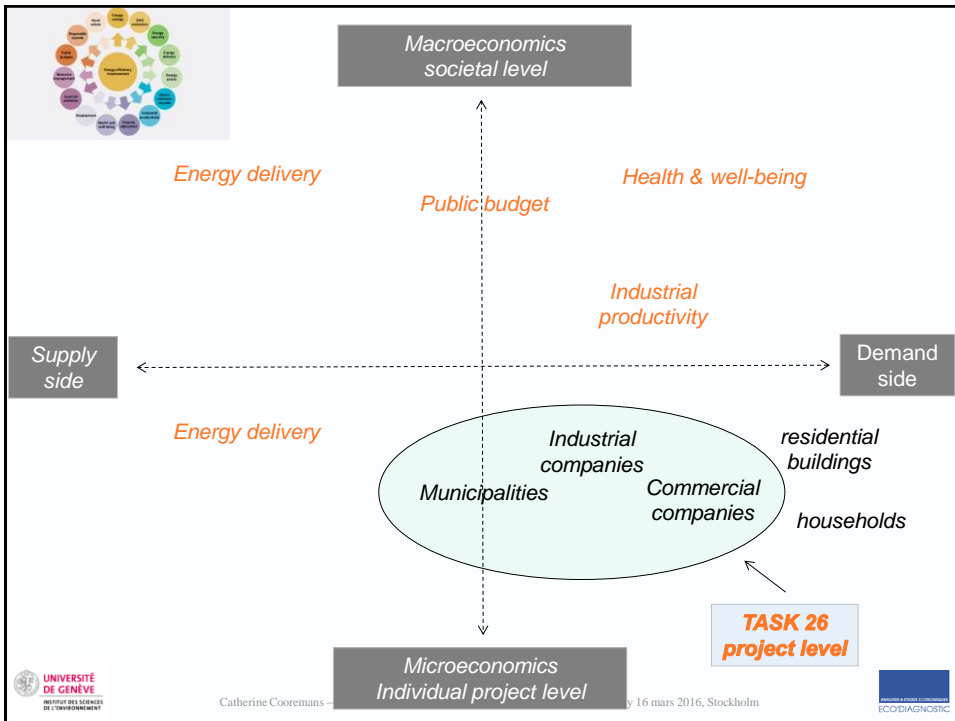 Macroeconomics
societal level
Energy delivery
Health & well-being
Public budget
Industrial
productivity
Supply
side
Demand
side
Energy delivery
Industrial
companies
residential
buildings
Municipalities
Commercial
companies
households
TASK 26
project level
Microeconomics
Individual project level
UNIVERSITÉ
DE GENÈVE
INSTITUT DES SCIENCES
DE L'ENVIRONNEMENT
Catherine Cooremans –
y 16 mars 2016, Stockholm
ECO'DIAGNOSTIC